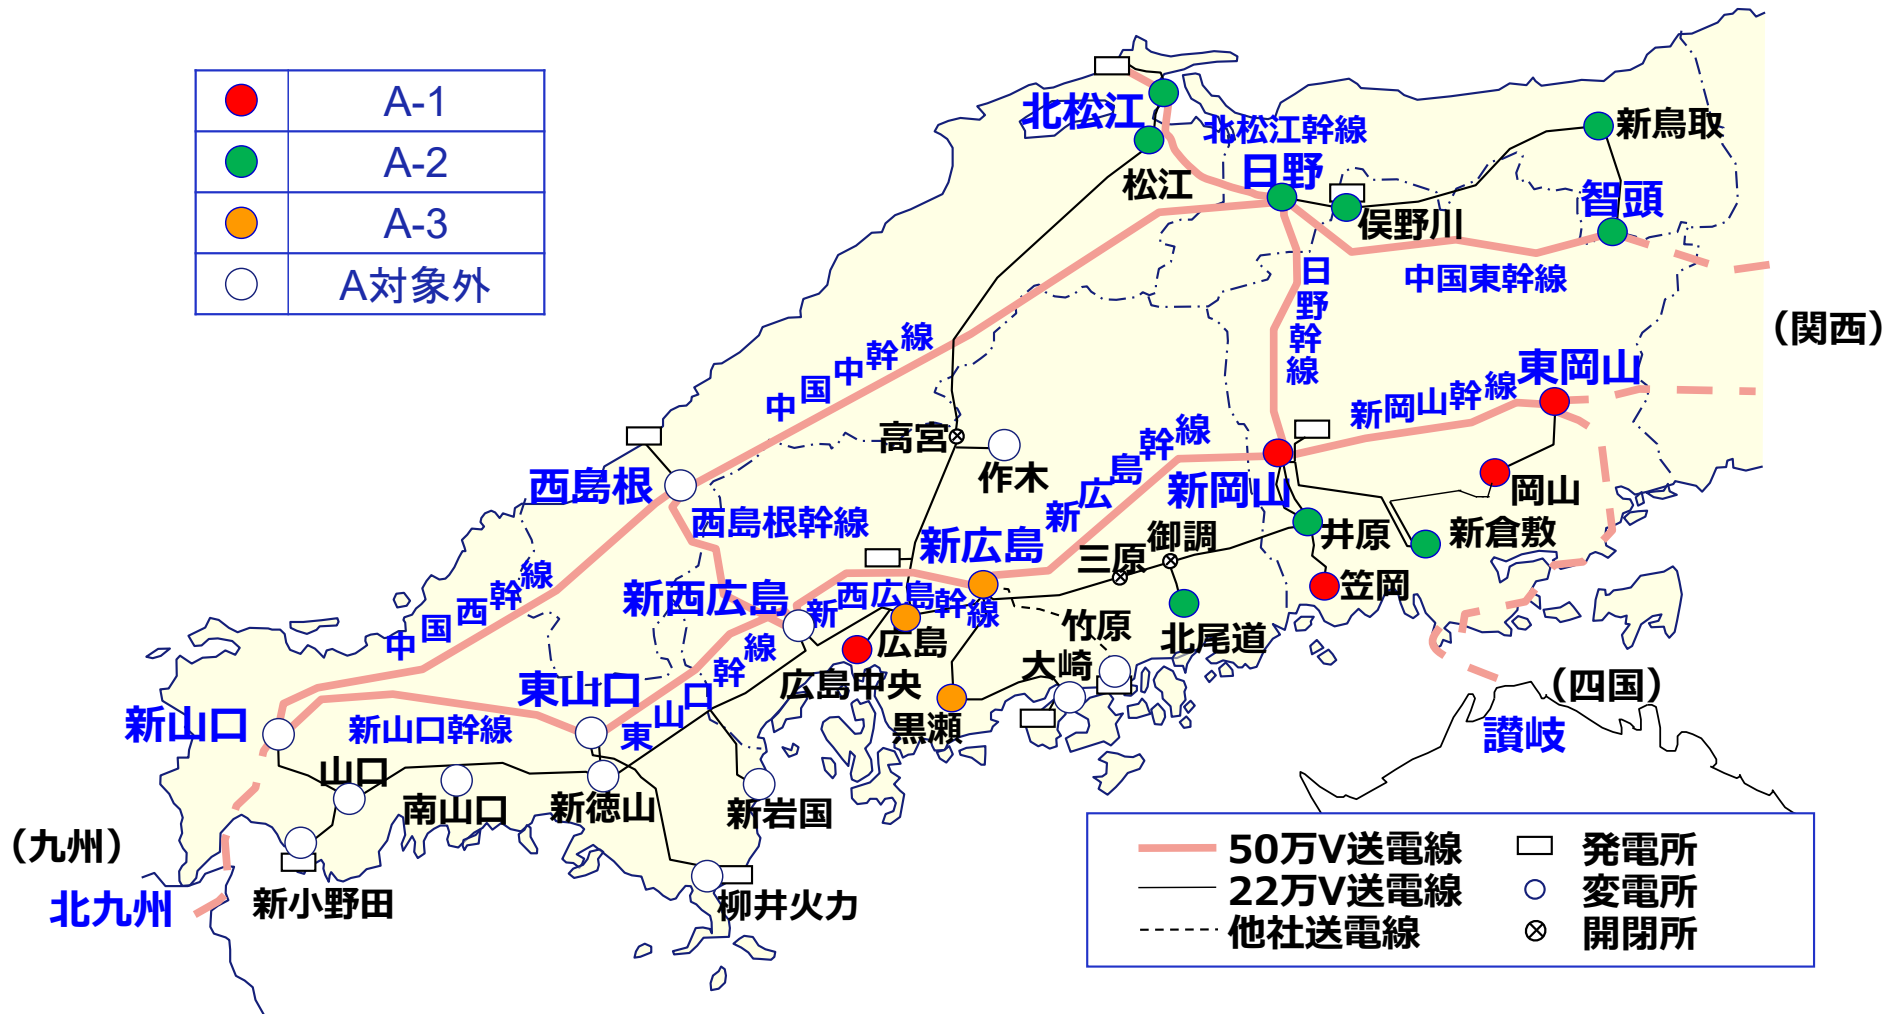 A-1
A-2
A-3
A対象外
北松江
北松江幹線
松江
日野
俣野川
新鳥取
智頭
中国東幹線
日野幹線
(関西)
中国中幹線
東岡山
新岡山幹線
高宮
作木
西島根
西島根幹線
新広島
新広島幹線
新岡山
岡山
新倉敷
井原
笠岡
御調
三原
北尾道
竹原
大崎
新西広島
新西広島幹線
広島
広島中央
黒瀬
中国西幹線
東山口
東山口幹線
新山口
新山口幹線
山口
南山口
新徳山
新岩国
新小野田
柳井火力
(九州)
北九州
(四国)
讃岐
50万V送電線
22万V送電線
他社送電線
発電所
変電所
開閉所